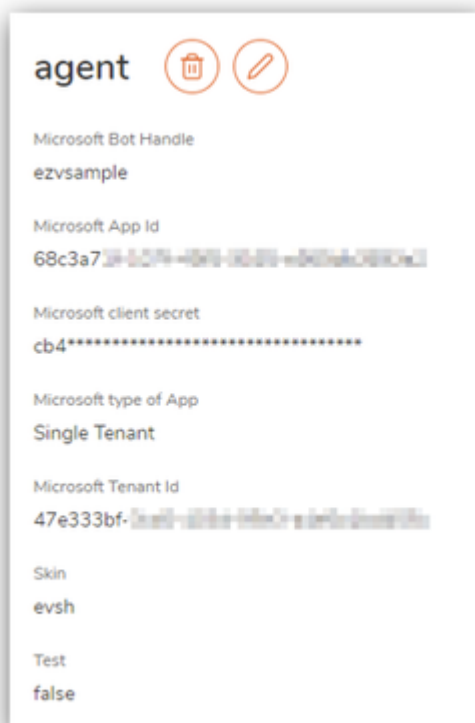 agent
Microsoft Bot Handle
ezvsample
Microsoft App Id
68c3a7
Microsoft client secret
cb4**********************************
Microsoft type of App
Single Tenant
Microsoft Tenant Id
47e333bf-
Skin
evsh
Test
false